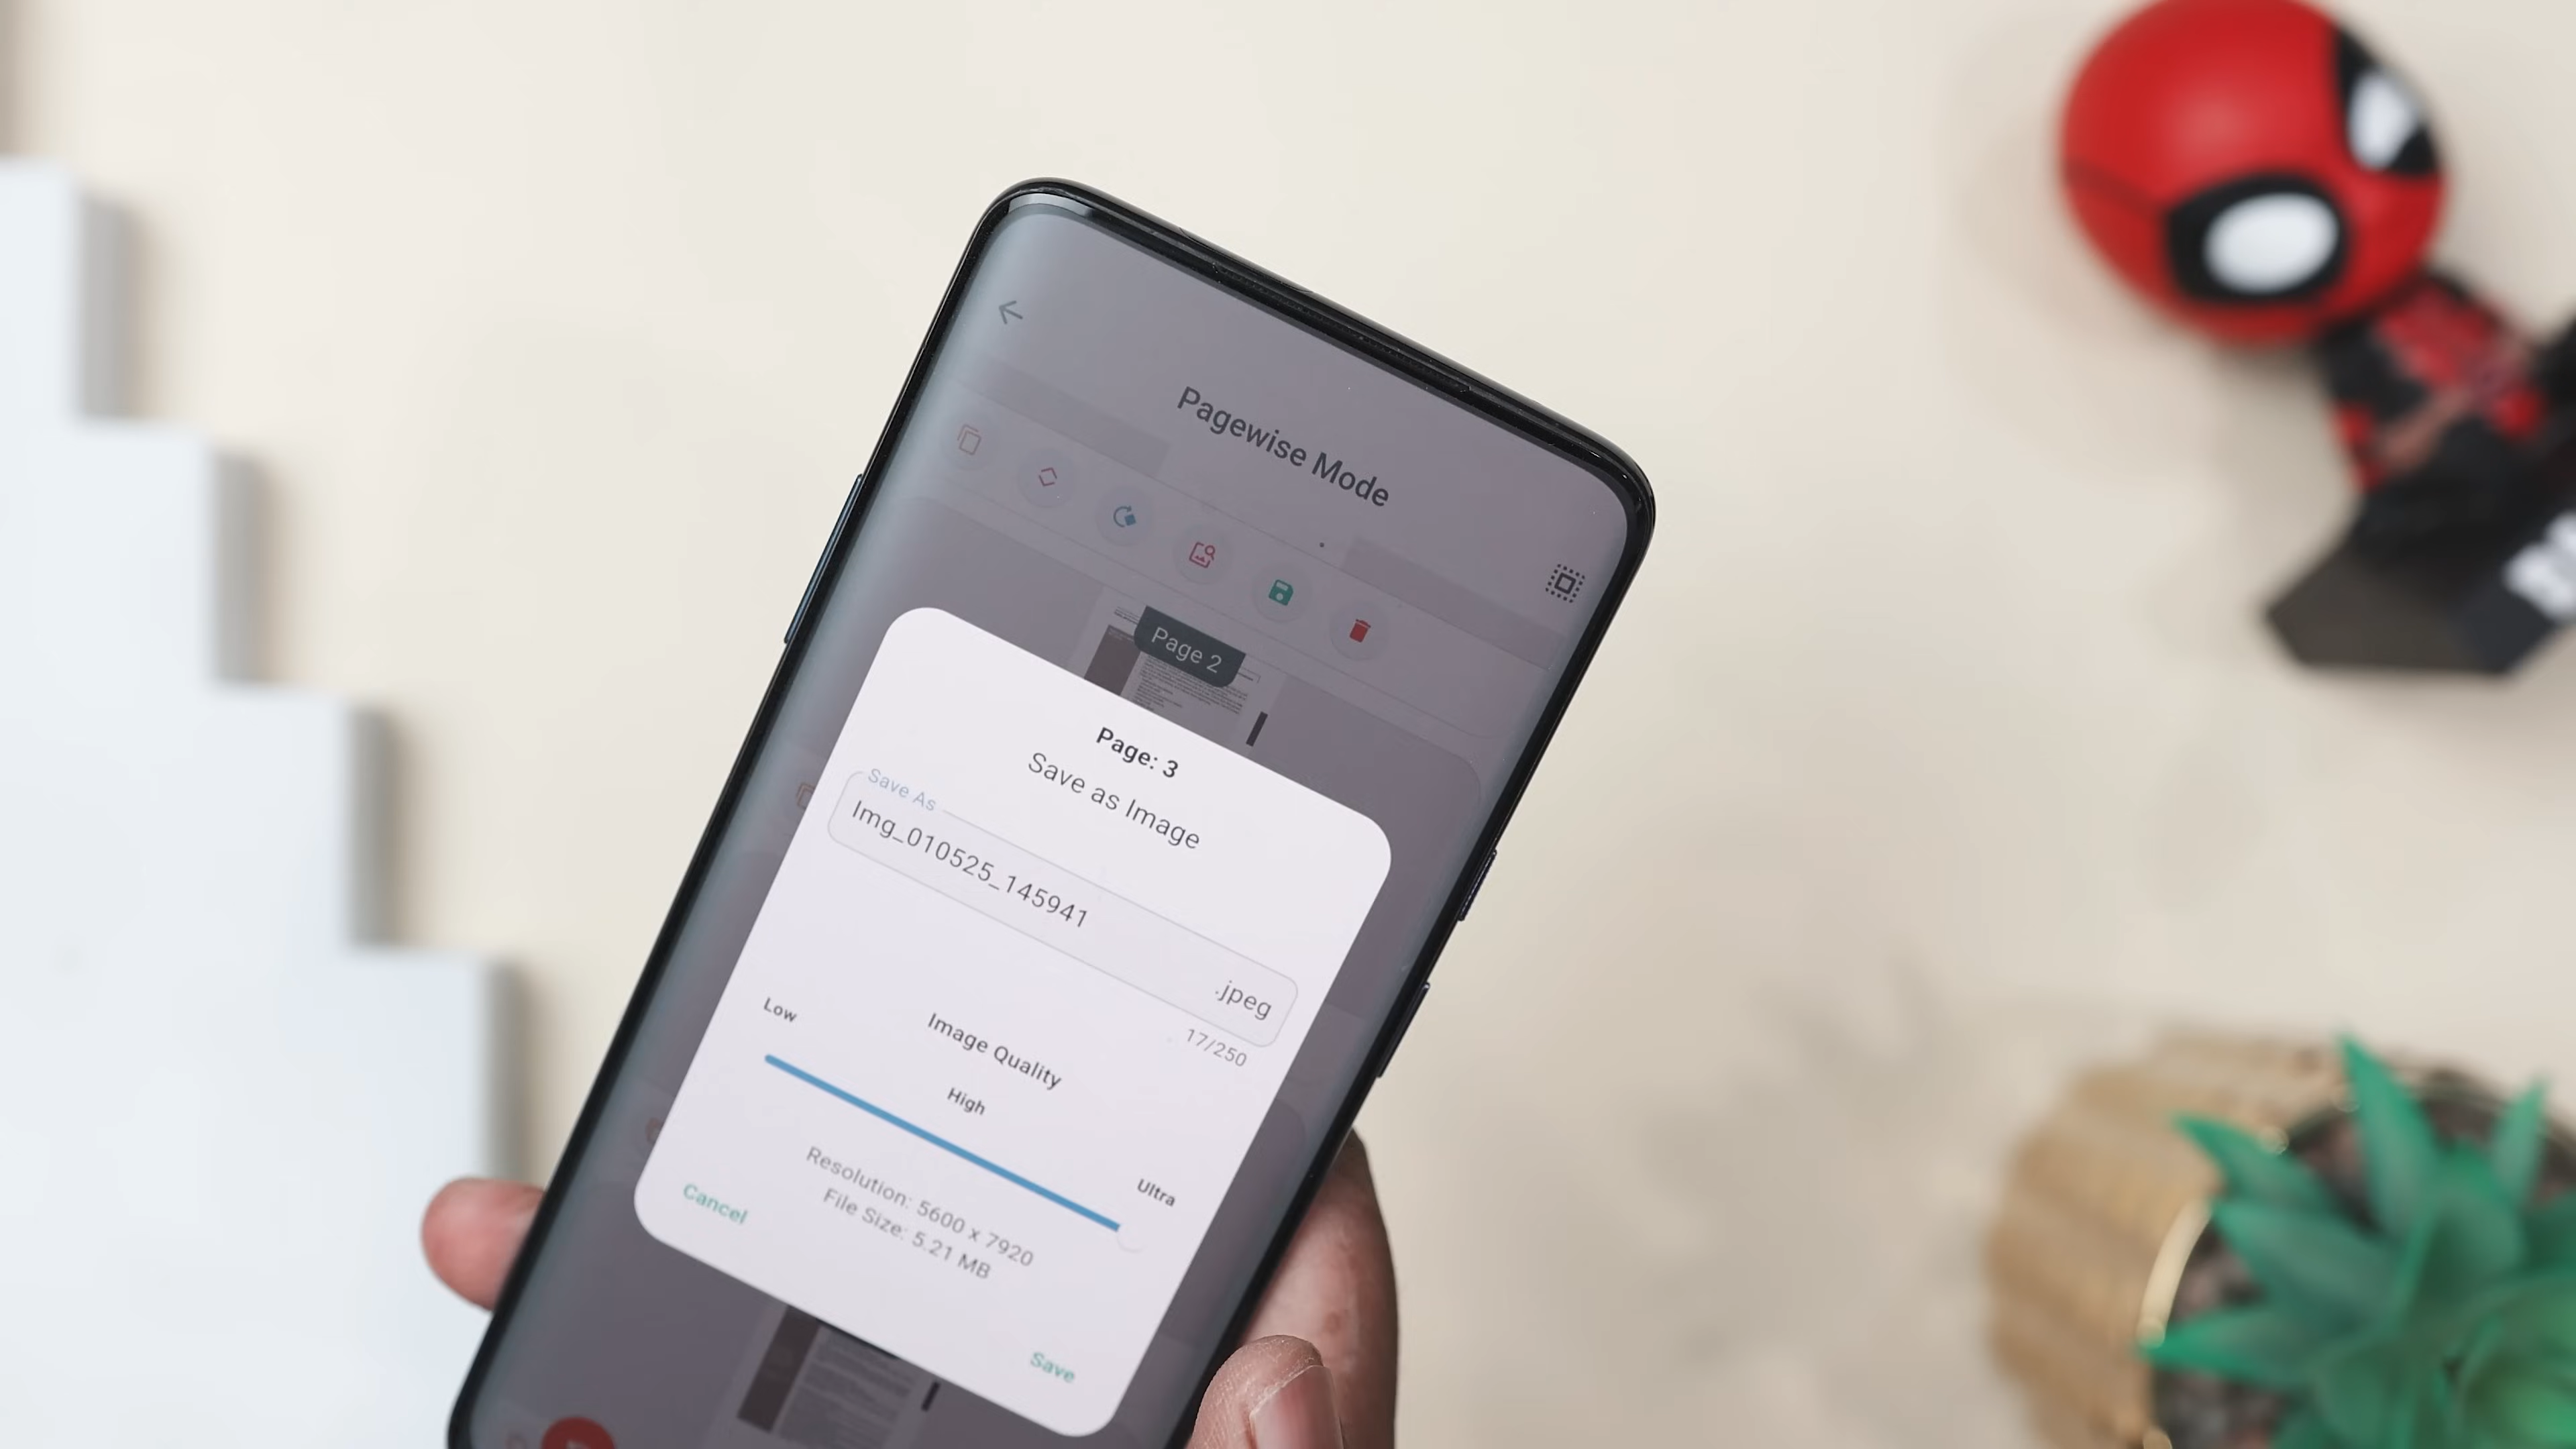 Pagewise Mode
Page 2
Page: 3
Save as Image
Save As
Img_010525_145941
.jpeg
17/250
Image Quality
Low
High
Ultra
Resolution: 5600 x 7920
File Size: 5.21 MB
Cancel
Save